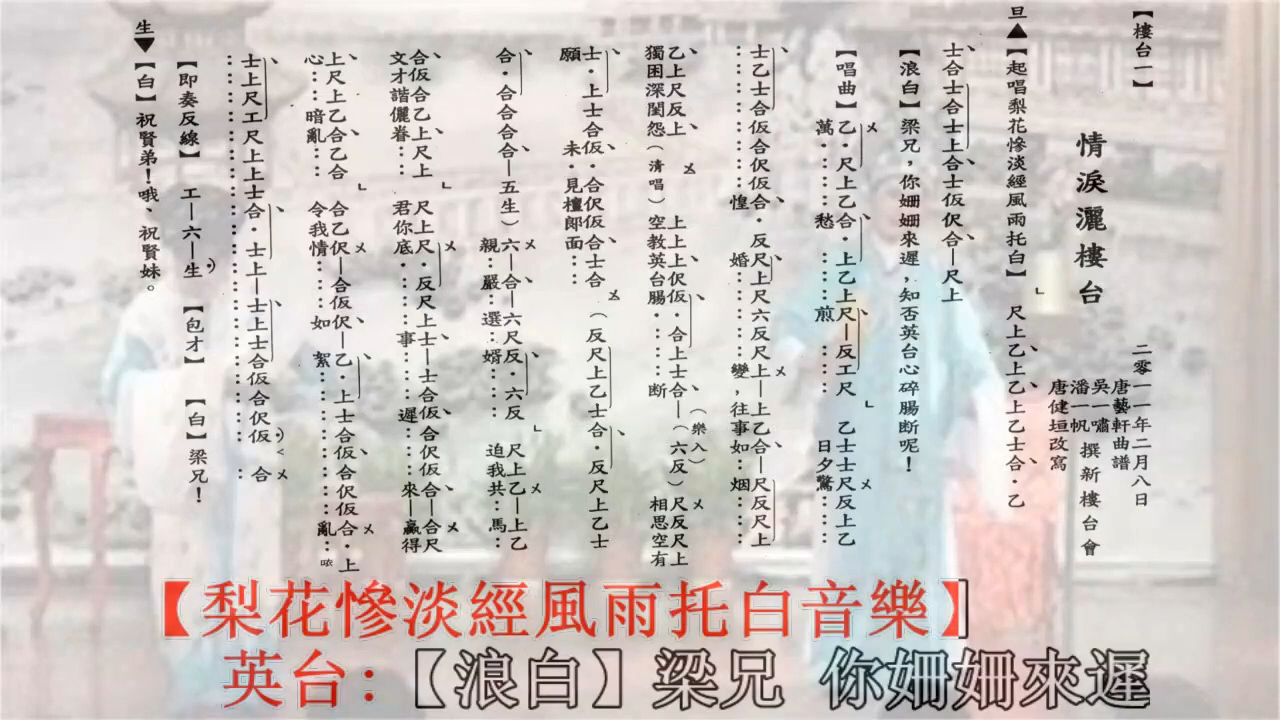 【樓台一】
情淚灑樓台
二零一一年二月八日
唐藝軒曲譜
吳一嘯
潘一帆 撰新樓台會
唐健垣改寫
旦▲【起唱梨花慘淡經風雨托白】 尺上乙上乙上乙士合·乙
士合士合士上合士伬仮合—尺上
【浪白】梁兄，你姍姍來遲，知否英台心碎腸斷呢！
【唱曲】乙·尺上乙合·上乙上尺—反工尺 乙士士尺反上乙
萬·愁煎 日夕驚
士乙士合仮合伬仮合·反尺上尺六反尺上—上乙合—尺反尺上
惶 婚變，往事如烟
乙上尺反上 上上上伬仮·合上士合—（六反）尺反尺上
獨困深閨怨（清唱）空教英台腸·斷（樂入）相思空有
士·上士合仮·合伬仮合士合（反尺上乙士合·反尺上乙士
願 未·見檀郎面
合·合合合合—五生）六—合—六尺反·六反 尺上乙—上乙
親·嚴選婿 迫我共馬
合仮合乙上尺上 尺上尺·反尺上士—士合仮合伬仮合—合尺
文才諧儷眷 君你底·事遲來—贏得
上尺上乙合乙合 合乙伬—合仮伬—乙·上士合仮合伬仮合·上
心暗亂 令我情如絮亂（咳
士上尺工尺上上士合·士上—士上士合仮合伬仮 合
【即奏反線】 工—六—生 【包才】 【白】梁兄！
生▼【白】祝賢弟！哦、祝賢妹。
【梨花慘淡經風雨托白音樂】
英台:【浪白】梁兄 你姍姍來遲